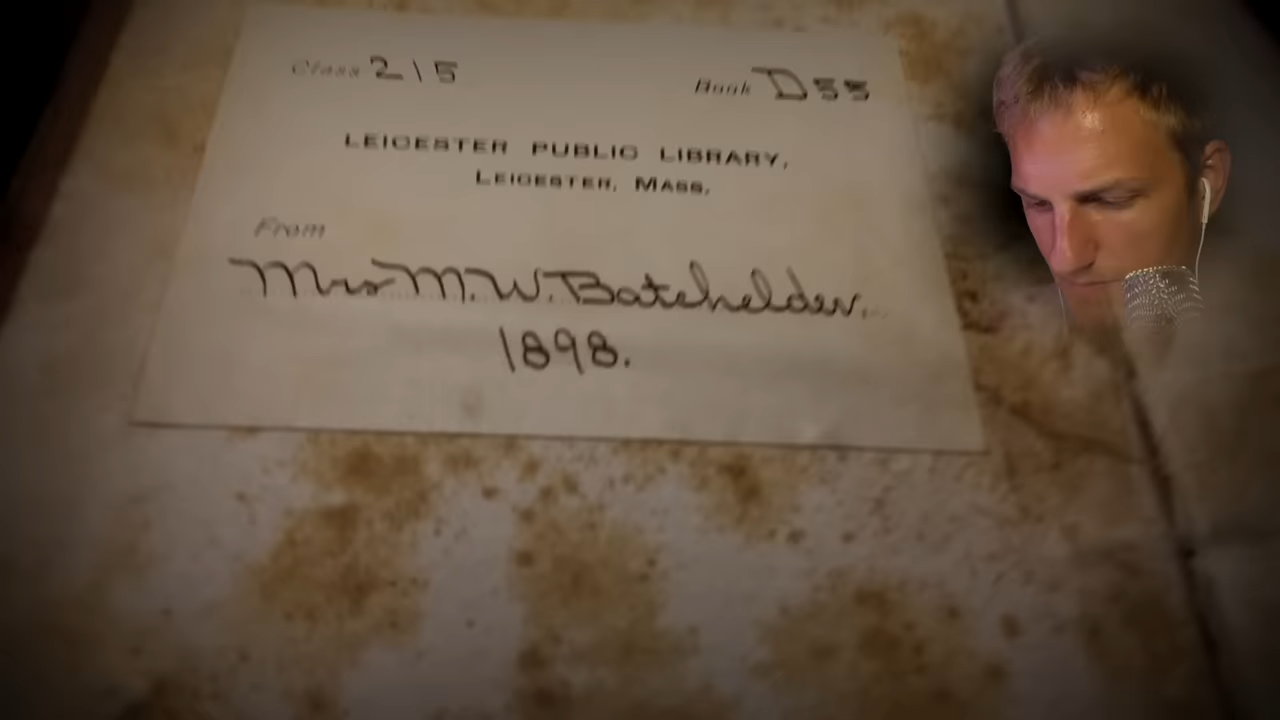 Class 215 Book D55
LEICESTER PUBLIC LIBRARY,
LEICESTER, MASS.
From
Mrs M.W. Batchelder.
1898.